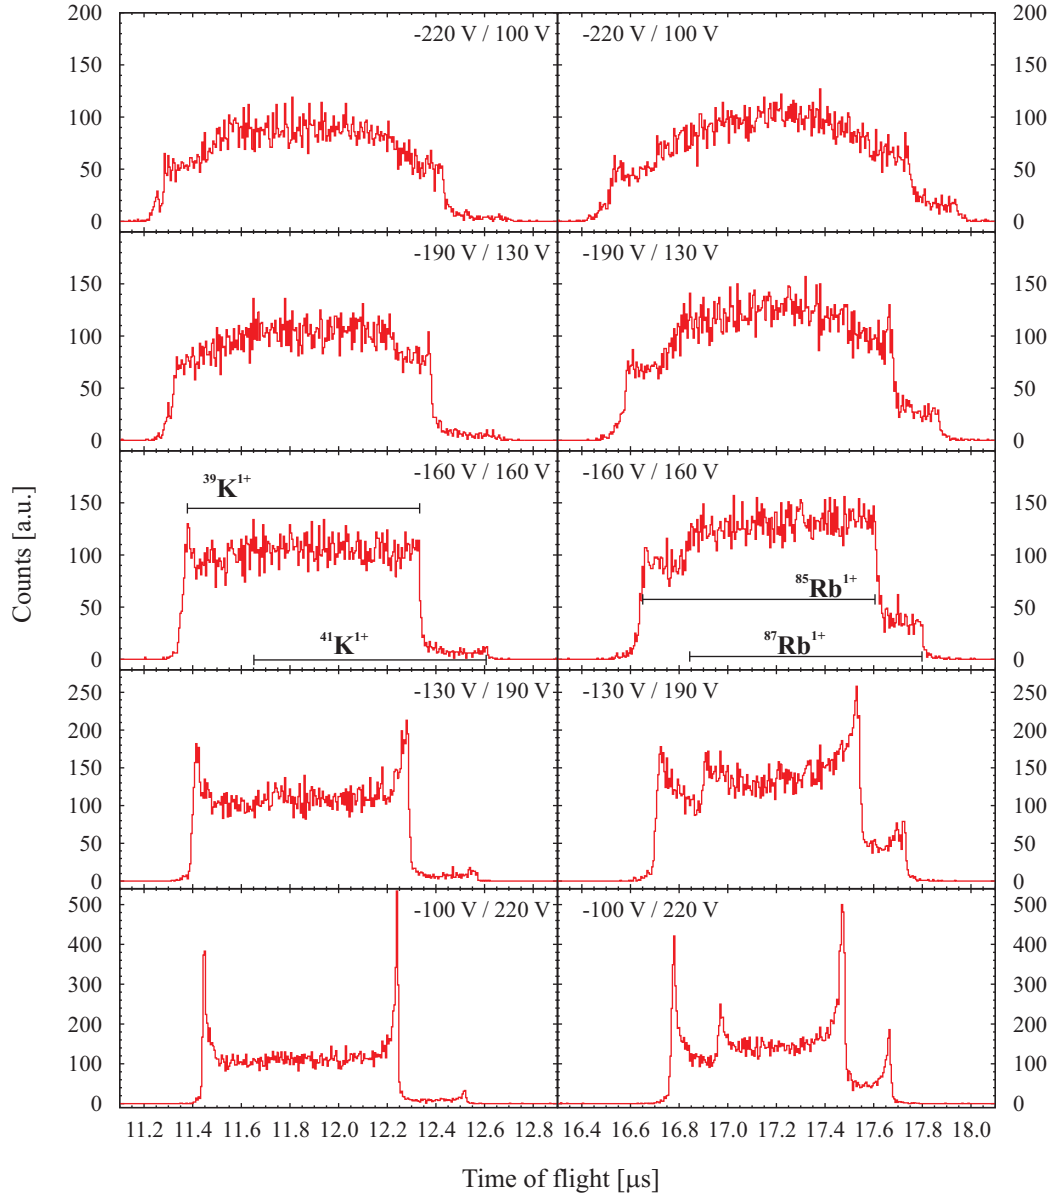 200 -220 V / 100 V -220 V / 100 V 200
150 150
100 100
50 50
0 0
-190 V / 130 V -190 V / 130 V
150 150
100 100
50 50
0 0
-160 V / 160 V -160 V / 160 V
³⁹K¹⁺
150 150
100 100
⁸⁵Rb¹⁺
50 50
⁴¹K¹⁺ ⁸⁷Rb¹⁺
0 0
Counts [a.u.]
-130 V / 190 V -130 V / 190 V
250 250
200 200
150 150
100 100
50 50
0 0
-100 V / 220 V -100 V / 220 V
500 500
400 400
300 300
200 200
100 100
0 0
11.2 11.4 11.6 11.8 12.0 12.2 12.4 12.6 12.8 16.4 16.6 16.8 17.0 17.2 17.4 17.6 17.8 18.0
Time of flight [μs]